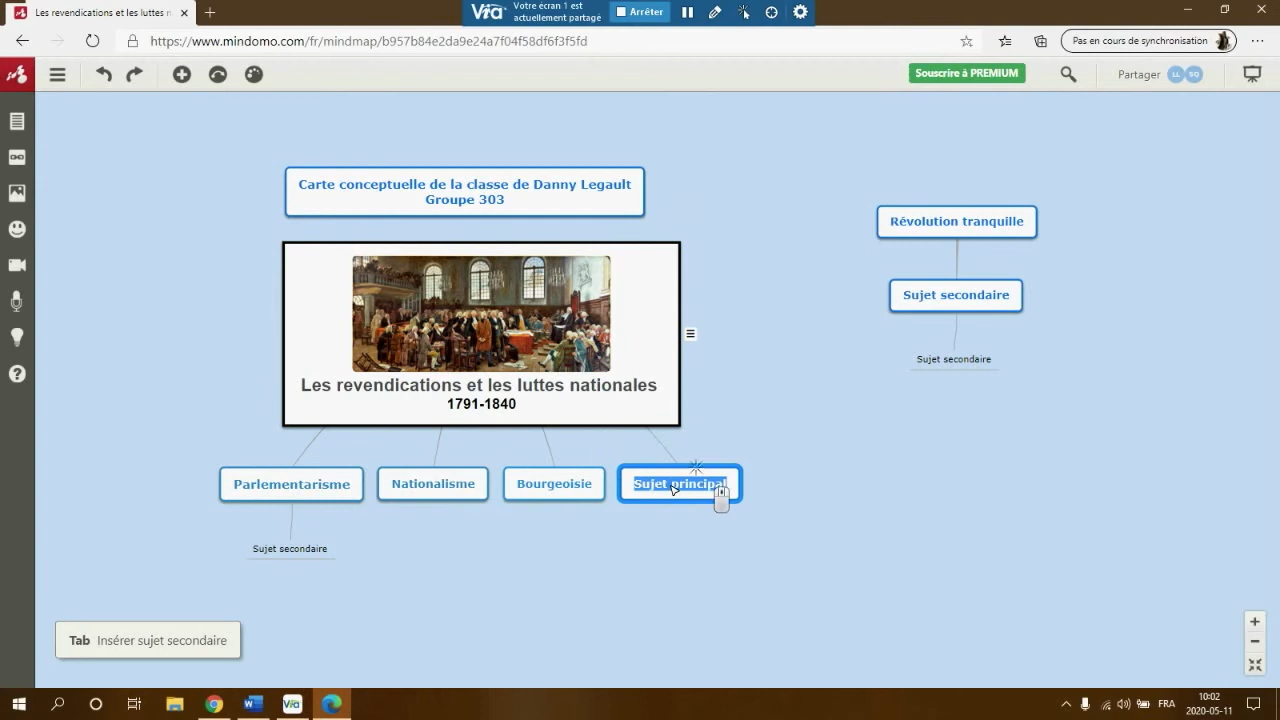 Les revendications et les luttes n
Votre écran 1 est
actuellement partagé
Via
Arrêter
https://www.mindomo.com/fr/mindmap/b957b84e2da9e24a7f04f58df6f3f5fd
Pas en cours de synchronisation
Souscrire à PREMIUM
Partager
LL
SQ
Carte conceptuelle de la classe de Danny Legault
Groupe 303
Révolution tranquille
Sujet secondaire
Sujet secondaire
Les revendications et les luttes nationales
1791-1840
Parlementarisme
Nationalisme
Bourgeoisie
Sujet principal
Sujet secondaire
Tab Insérer sujet secondaire
Via
FRA
10:02
2020-05-11